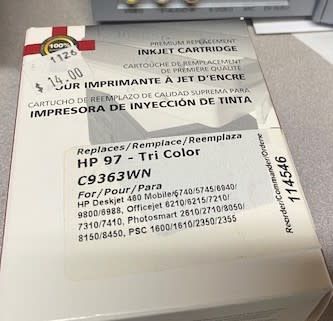 PREMIUM REPLACEMENT
INKJET CARTRIDGE
CARTOUCHE DE REMPLACEMENT
DE PREMIÈRE QUALITÉ
100%
1126
$ 14.00
OUR IMPRIMANTE À JET D'ENCRE
CARTUCHO DE REEMPLAZO DE CALIDAD SUPREMA PARA
IMPRESORA DE INYECCIÓN DE TINTA
Replaces/Remplace/Reemplaza
HP 97 - Tri Color
C9363WN
For/Pour/Para
HP Deskjet 460 Mobile/5740/5745/6840/
9800/6988, Officejet 6210/6215/7210/
7310/7410, Photosmart 2610/2710/8050/
8150/8450, PSC 1600/1610/2350/2355
Reorder/Commander/Ordene
114546